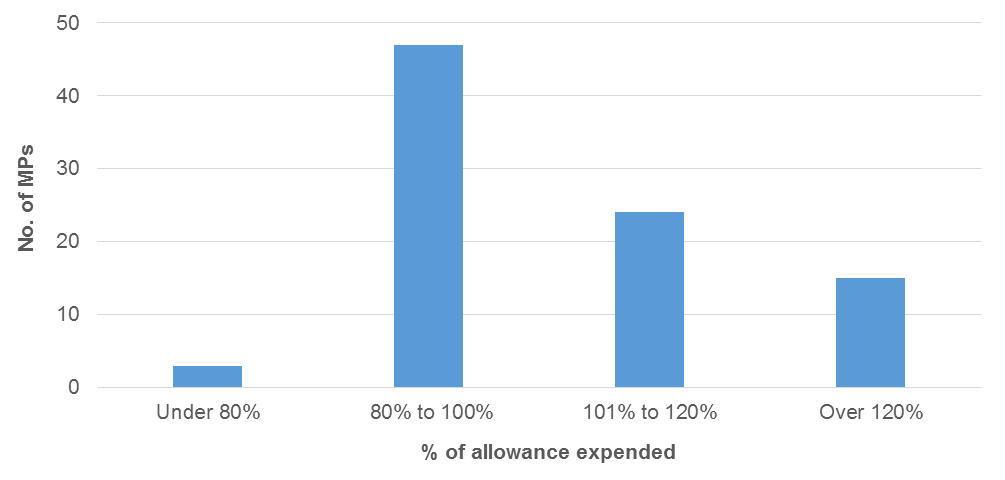 50
40
30
20
10
0
No. of MPs
Under 80%
80% to 100%
101% to 120%
Over 120%
% of allowance expended